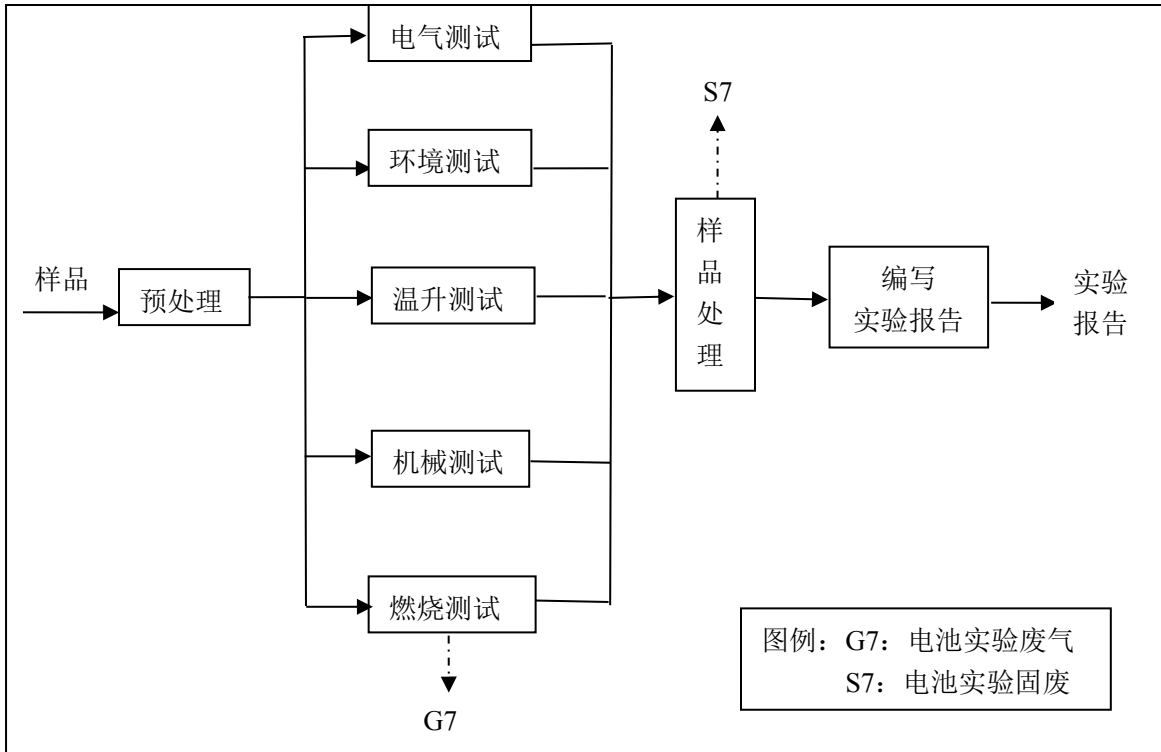 电气测试
S7
环境测试
样品
预处理
温升测试
样
品
处
理
编写
实验报告
实验
报告
机械测试
燃烧测试
G7
图例：G7：电池实验废气
S7：电池实验固废